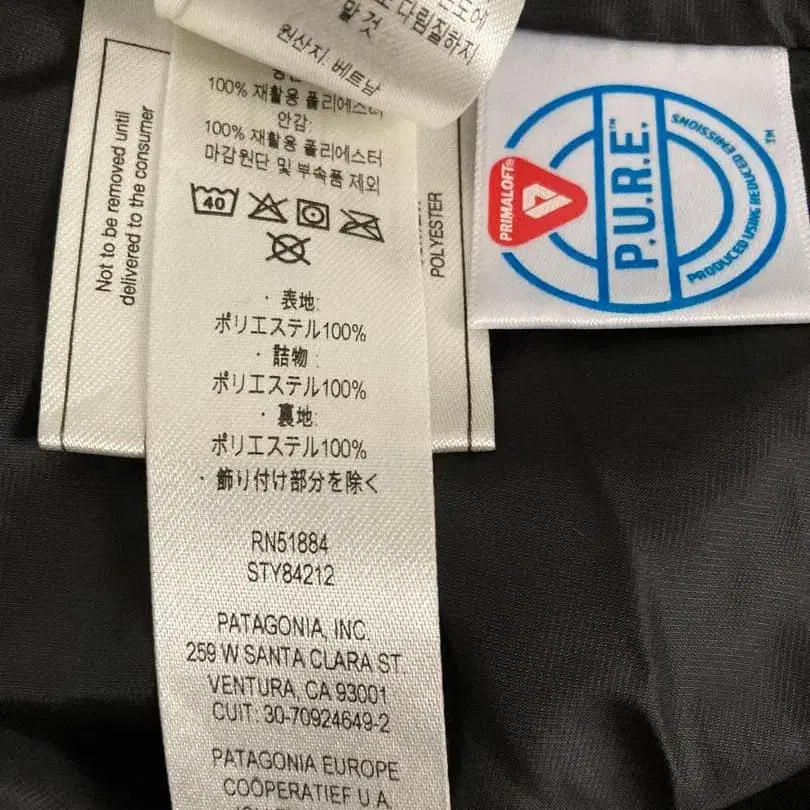 다림질하지
말 것
원산지: 베트남
100% 재활용 폴리에스터
안감:
100% 재활용 폴리에스터
마감원단 및 부속품 제외
40
· 表地:
ポリエステル100%
· 詰物:
ポリエステル100%
· 裏地:
ポリエステル100%
· 飾り付け部分を除く
RN51884
STY84212
PATAGONIA, INC.
259 W SANTA CLARA ST.
VENTURA, CA 93001
CUIT: 30-70924649-2
PATAGONIA EUROPE
COÖPERATIEF U.A.
Not to be removed until
delivered to the consumer
POLYESTER
PRIMALOFT®
P.U.R.E.™
PRODUCED USING REDUCED EMISSIONS
™